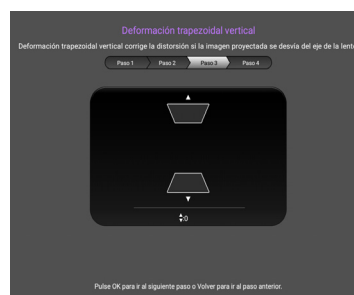 Deformación trapezoidal vertical
Deformación trapezoidal vertical corrige la distorsión si la imagen proyectada se desvía del eje de la lente
Paso 1 Paso 2 Paso 3 Paso 4
:0
Pulse OK para ir al siguiente paso o Volver para ir al paso anterior.